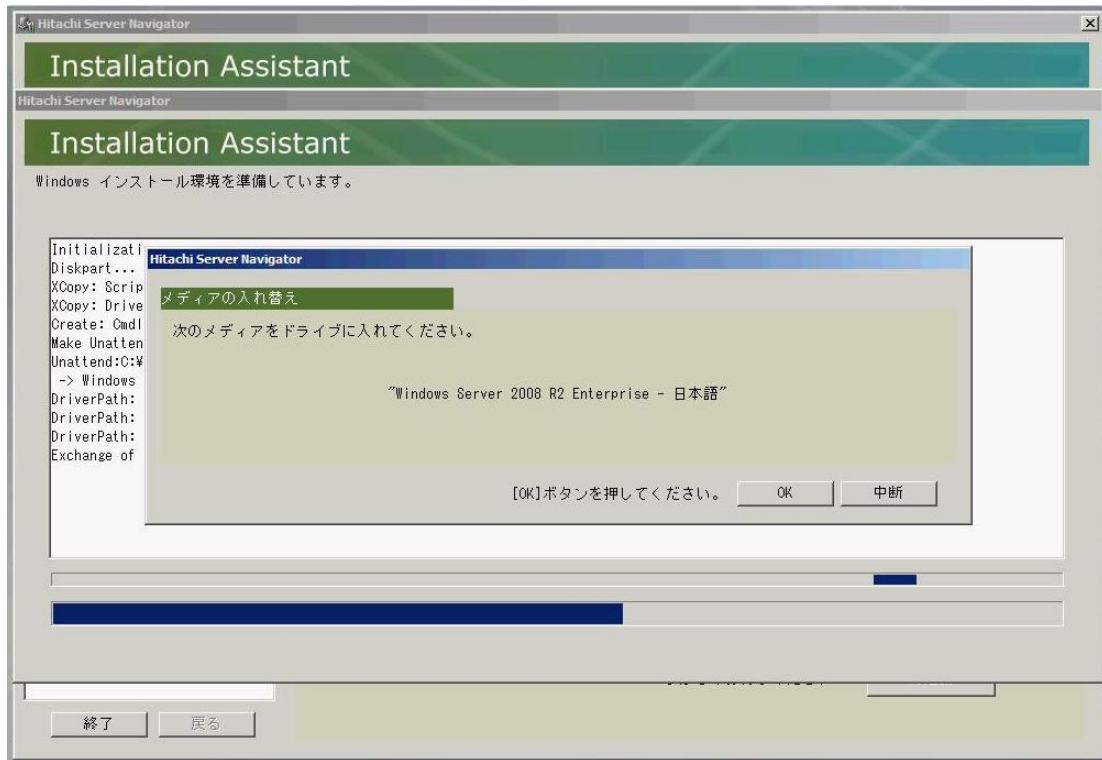 Hitachi Server Navigator
Installation Assistant
Hitachi Server Navigator
Installation Assistant
Windows インストール環境を準備しています。
Initializati
Diskpart...
XCopy: Scrip
XCopy: Drive
Create: Cmdl
Make Unatten
Unattend:C:¥
-> Windows
DriverPath:
DriverPath:
DriverPath:
Exchange of
Hitachi Server Navigator
メディアの入れ替え
次のメディアをドライブに入れてください。
"Windows Server 2008 R2 Enterprise - 日本語"
[OK]ボタンを押してください。 OK 中断
終了 戻る